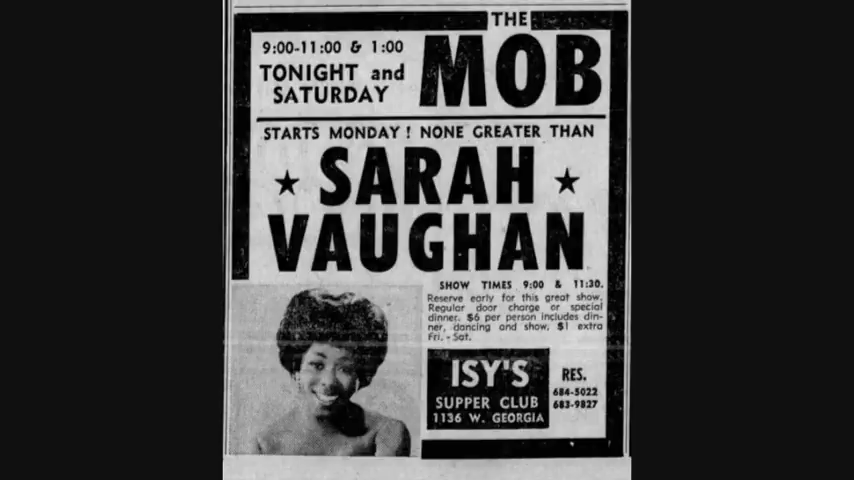 THE
MOB
9:00-11:00 & 1:00
TONIGHT and
SATURDAY
STARTS MONDAY! NONE GREATER THAN
SARAH
VAUGHAN
SHOW TIMES 9:00 & 11:30.
Reserve early for this great show.
Regular door charge or special
dinner. $6 per person includes din-
ner, dancing and show. $1 extra
Fri. - Sat.
ISY'S
SUPPER CLUB
1136 W. GEORGIA
RES.
684-5022
683-9827